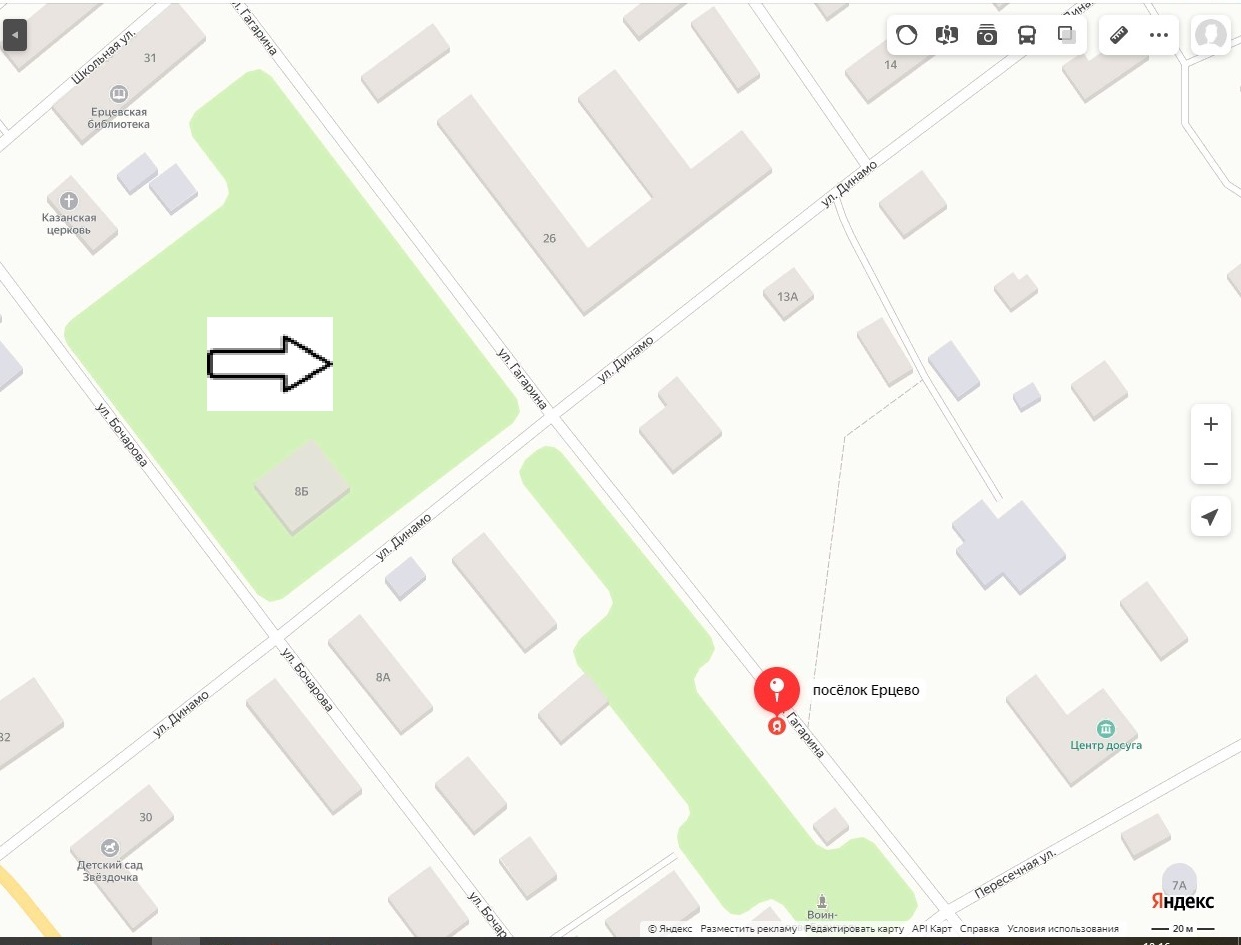 ул. Гагарина
Школьная ул.
31
Ерцевская
библиотека
Казанская
церковь
26
14
ул. Динамо
13А
ул. Динамо
ул. Гагарина
ул. Бочарова
8Б
ул. Динамо
8А
ул. Бочарова
ул. Динамо
32
30
Детский сад
Звёздочка
посёлок Ерцево
Гагарина
Центр досуга
Пересечная ул.
7А
Яндекс
Воин-
© Яндекс Разместить рекламу Редактировать карту API Карт Справка Условия использования 20 м